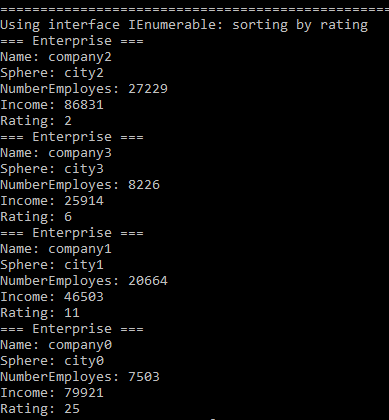 =================================================
Using interface IEnumerable: sorting by rating
=== Enterprise ===
Name: company2
Sphere: city2
NumberEmployes: 27229
Income: 86831
Rating: 2
=== Enterprise ===
Name: company3
Sphere: city3
NumberEmployes: 8226
Income: 25914
Rating: 6
=== Enterprise ===
Name: company1
Sphere: city1
NumberEmployes: 20664
Income: 46503
Rating: 11
=== Enterprise ===
Name: company0
Sphere: city0
NumberEmployes: 7503
Income: 79921
Rating: 25